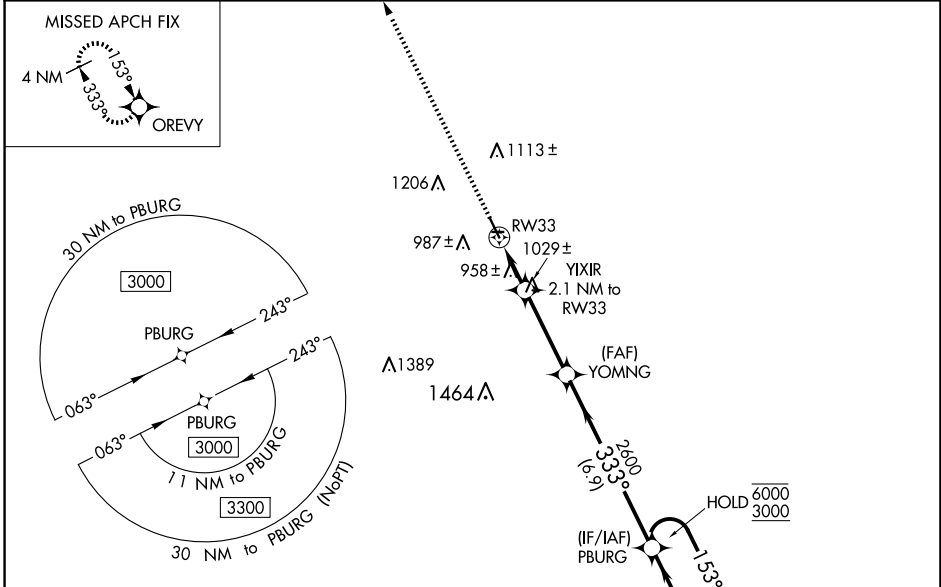 MISSED APCH FIX
4 NM
153°
333°
OREVY
1113 ±
1206
RW33
987 ±
1029 ±
958 ±
YIXIR
2.1 NM to
RW33
30 NM to PBURG
3000
243°
PBURG
063°
243°
063°
PBURG
3000
11 NM to PBURG
3300
30 NM to PBURG (NoPT)
1389
1464
(FAF)
YOMNG
2600
333°
(6.9)
HOLD 6000
3000
(IF/IAF)
PBURG
153°